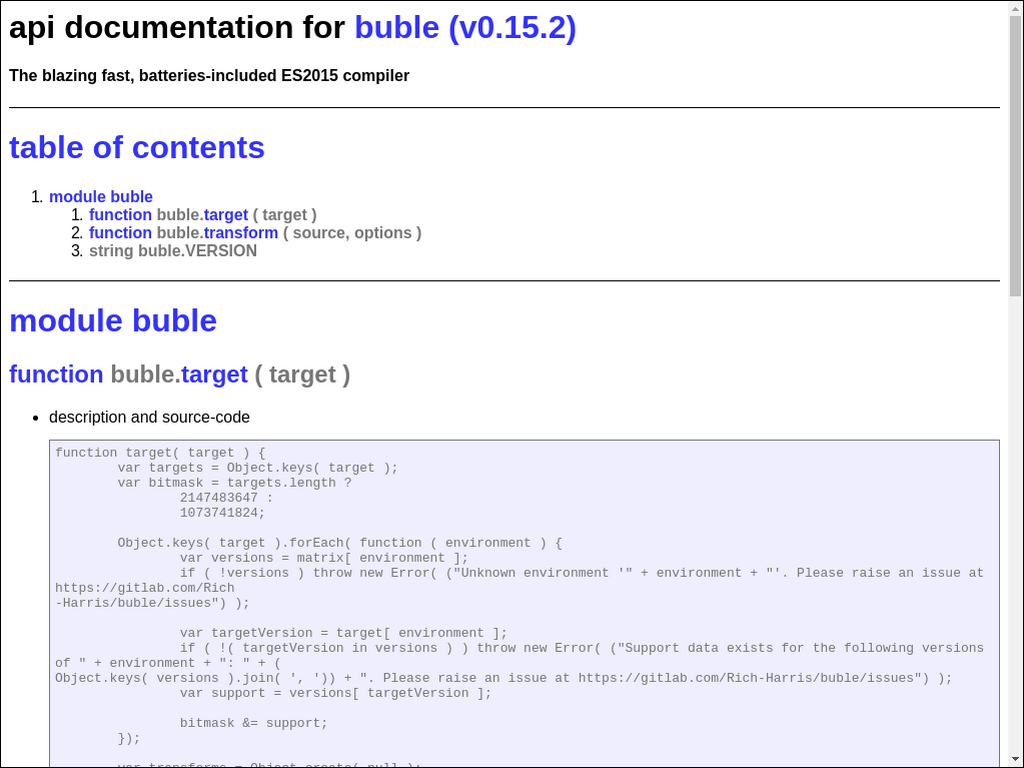 api documentation for buble (v0.15.2)
The blazing fast, batteries-included ES2015 compiler
table of contents
1. module buble
1. function buble.target ( target )
2. function buble.transform ( source, options )
3. string buble.VERSION
module buble
function buble.target ( target )
• description and source-code
function target( target ) {
var targets = Object.keys( target );
var bitmask = targets.length ?
2147483647 :
1073741824;
Object.keys( target ).forEach( function ( environment ) {
var versions = matrix[ environment ];
if ( !versions ) throw new Error( ("Unknown environment '" + environment + "'. Please raise an issue at
https://gitlab.com/Rich
-Harris/buble/issues") );
var targetVersion = target[ environment ];
if ( !( targetVersion in versions ) ) throw new Error( ("Support data exists for the following versions
of " + environment + ": " + (
Object.keys( versions ).join( ', ')) + ". Please raise an issue at https://gitlab.com/Rich-Harris/buble/issues") );
var support = versions[ targetVersion ];
bitmask &= support;
});
var transforms = Object.create( null );